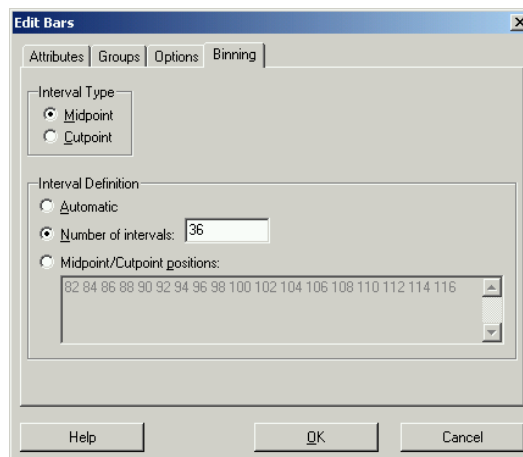 Edit Bars
Attributes Groups Options Binning
Interval Type
Midpoint
Cutpoint
Interval Definition
Automatic
Number of intervals: 36
Midpoint/Cutpoint positions:
82 84 86 88 90 92 94 96 98 100 102 104 106 108 110 112 114 116
Help OK Cancel